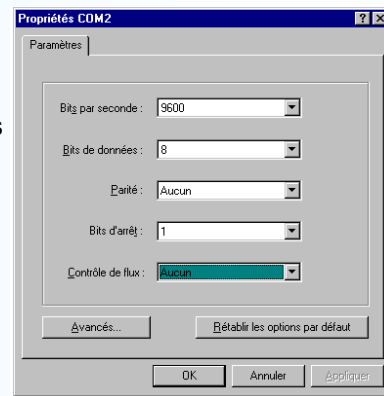 Propriétés COM2
Paramètres
s
Bits par seconde : 9600
Bits de données : 8
Parité : Aucun
Bits d'arrêt : 1
Contrôle de flux : Aucun
Avancés... Rétablir les options par défaut
OK Annuler Appliquer